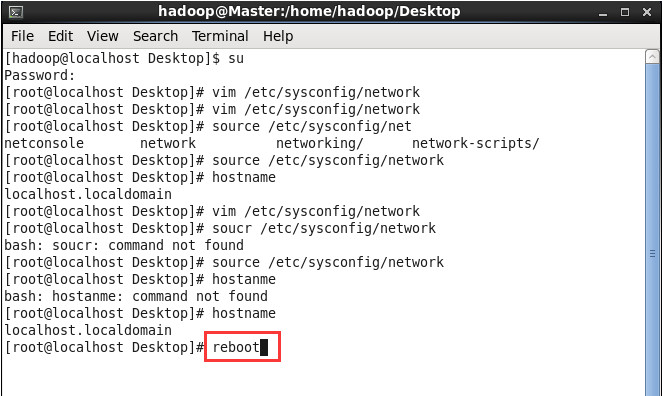 hadoop@Master:/home/hadoop/Desktop
File Edit View Search Terminal Help
[hadoop@localhost Desktop]$ su
Password:
[root@localhost Desktop]# vim /etc/sysconfig/network
[root@localhost Desktop]# vim /etc/sysconfig/network
[root@localhost Desktop]# source /etc/sysconfig/net
netconsole network networking/ network-scripts/
[root@localhost Desktop]# source /etc/sysconfig/network
[root@localhost Desktop]# hostname
localhost.localdomain
[root@localhost Desktop]# vim /etc/sysconfig/network
[root@localhost Desktop]# soucr /etc/sysconfig/network
bash: soucr: command not found
[root@localhost Desktop]# source /etc/sysconfig/network
[root@localhost Desktop]# hostanme
bash: hostanme: command not found
[root@localhost Desktop]# hostname
localhost.localdomain
[root@localhost Desktop]# reboot